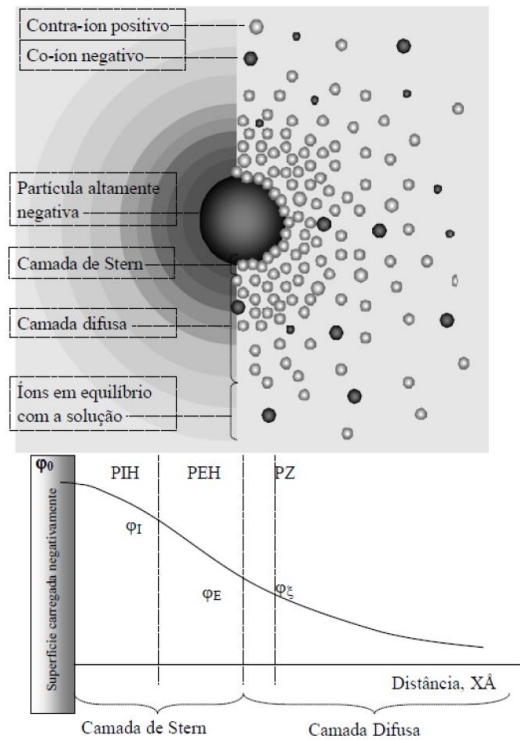 Contra-íon positivo
Co-íon negativo
Partícula altamente
negativa
Camada de Stern
Camada difusa
Íons em equilíbrio
com a solução
φ0
PIH
PEH
PZ
Superfície carregada negativamente
φI
φE
φξ
Distância, XÅ
Camada de Stern
Camada Difusa